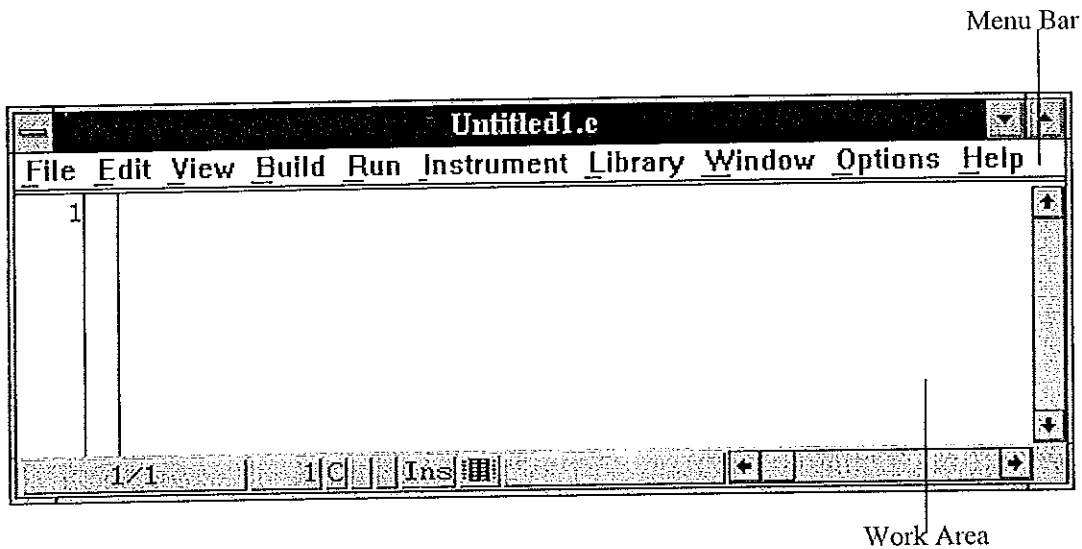 Menu Bar
Untitled1.c
File Edit View Build Run Instrument Library Window Options Help
1
1/1 1 C Ins
Work Area